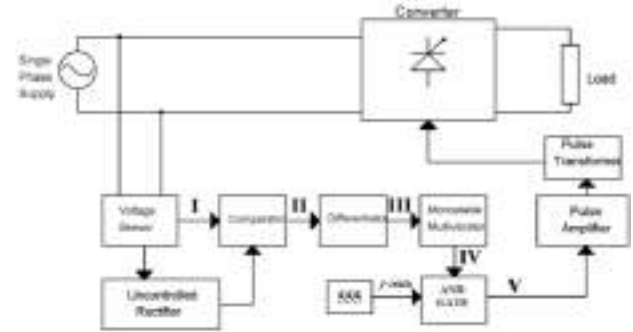 Converter
Single
Phase
Supply
Load
Pulse
Transformer
Voltage
I
Comparator
II
Differentiator
III
Monostable
Multivibrator
Pulse
Amplifier
IV
Uncontrolled
Rectifier
555
AND
GATE
V